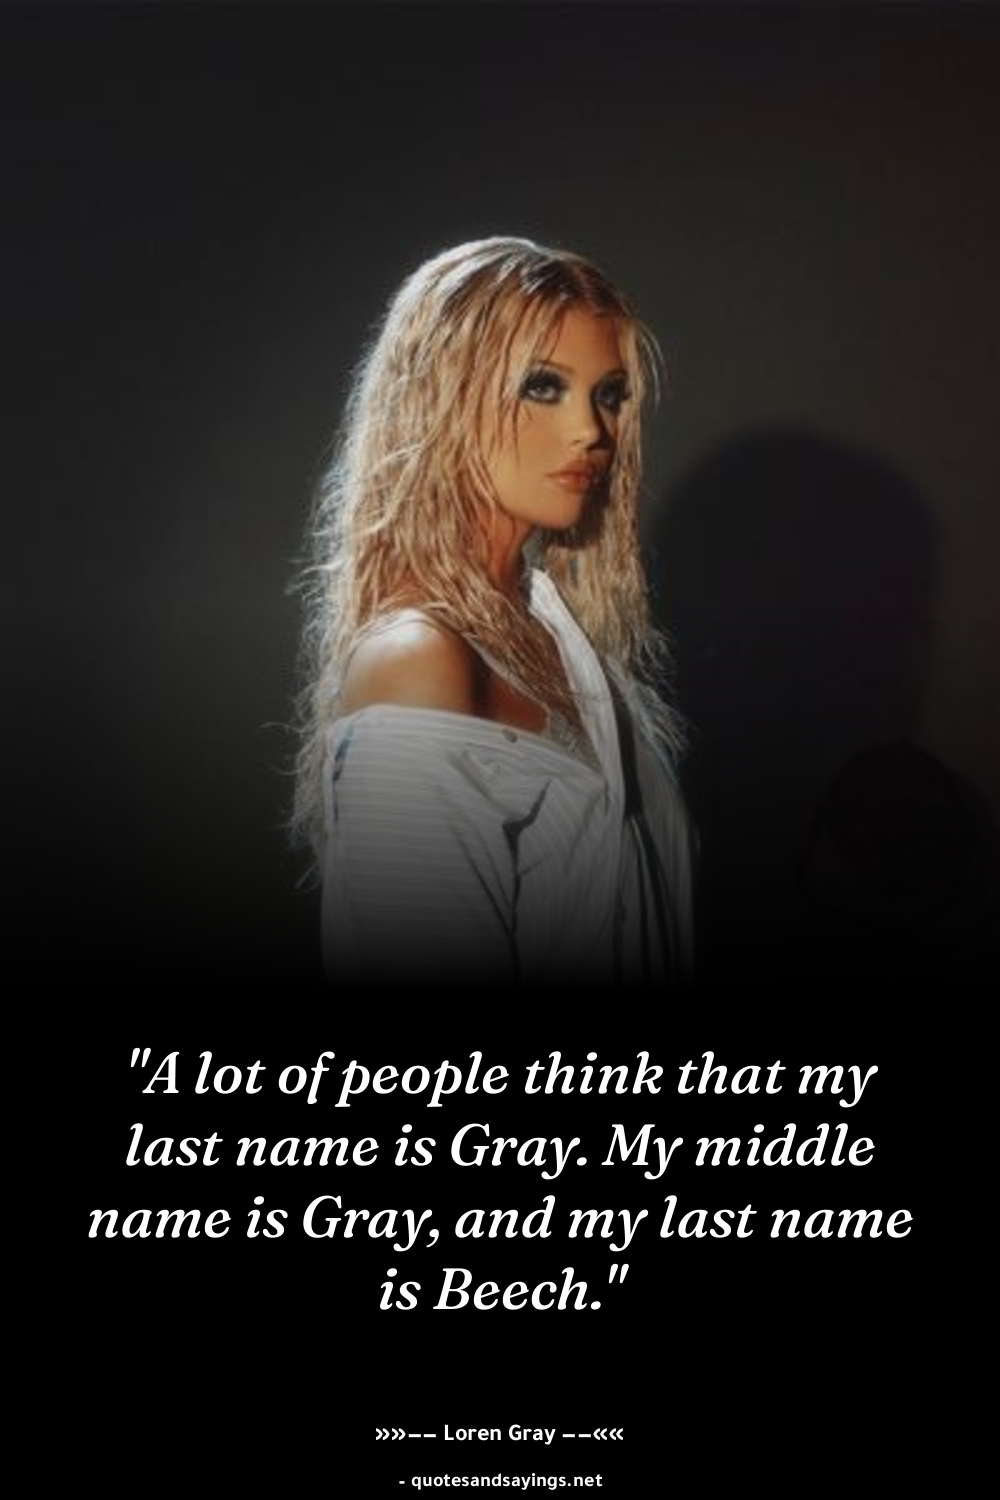 "A lot of people think that my
last name is Gray. My middle
name is Gray, and my last name
is Beech."
»»–– Loren Gray ––««
- quotesandsayings.net